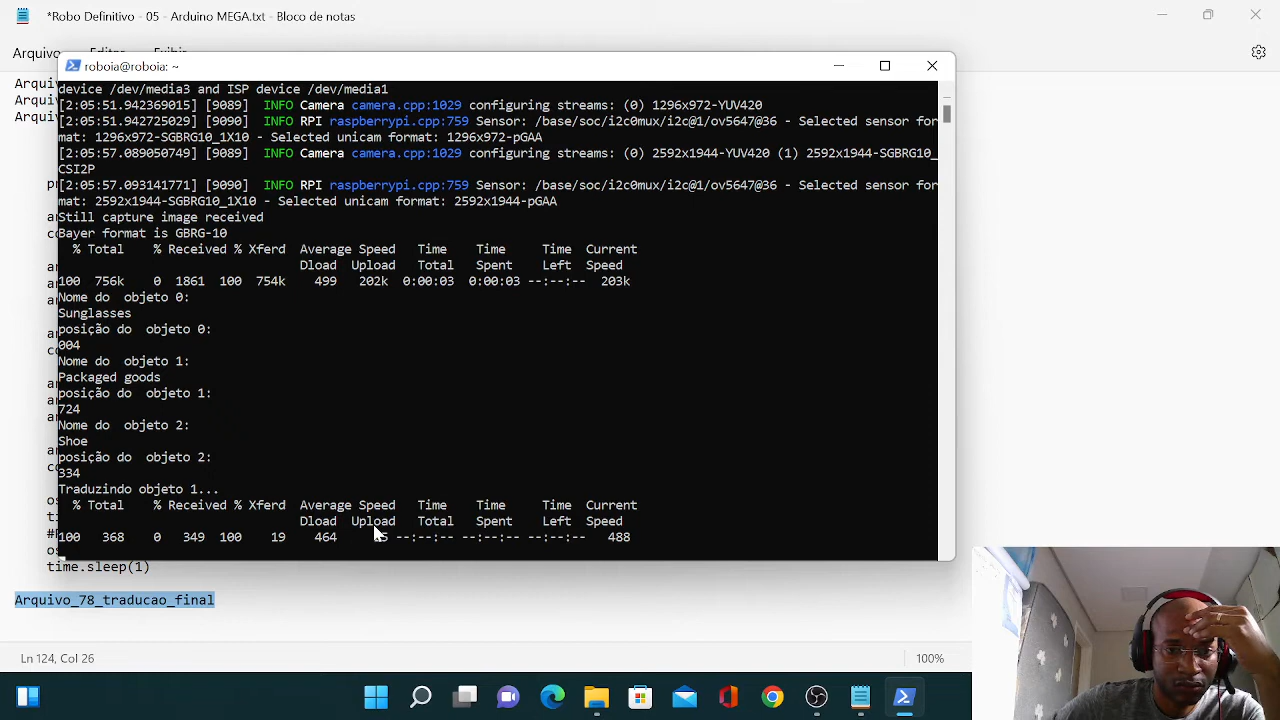 *Robo Definitivo - 05 - Arduino MEGA.txt - Bloco de notas
Arquivo
roboia@roboia: ~
device /dev/media3 and ISP device /dev/media1
[2:05:51.942369015] [9089]  INFO Camera camera.cpp:1029 configuring streams: (0) 1296x972-YUV420
[2:05:51.942725029] [9090]  INFO RPI raspberrypi.cpp:759 Sensor: /base/soc/i2c0mux/i2c@1/ov5647@36 - Selected sensor for
mat: 1296x972-SGBRG10_1X10 - Selected unicam format: 1296x972-pGAA
[2:05:57.089050749] [9089]  INFO Camera camera.cpp:1029 configuring streams: (0) 2592x1944-YUV420 (1) 2592x1944-SGBRG10_
CSI2P
[2:05:57.093141771] [9090]  INFO RPI raspberrypi.cpp:759 Sensor: /base/soc/i2c0mux/i2c@1/ov5647@36 - Selected sensor for
mat: 2592x1944-SGBRG10_1X10 - Selected unicam format: 2592x1944-pGAA
Still capture image received
Bayer format is GBRG-10
% Total % Received % Xferd Average Speed Time Time Time Current
Dload Upload Total Spent Left Speed
100 756k 0 1861 100 754k 499 202k 0:00:03 0:00:03 --:--:-- 203k
Nome do  objeto 0:
Sunglasses
posição do  objeto 0:
004
Nome do  objeto 1:
Packaged goods
posição do  objeto 1:
724
Nome do  objeto 2:
Shoe
posição do  objeto 2:
334
Traduzindo objeto 1...
% Total % Received % Xferd Average Speed Time Time Time Current
Dload Upload Total Spent Left Speed
100 368 0 349 100 19 464 --:--:-- --:--:-- --:--:-- 488
time.sleep(1)
Arquivo_78_traducao_final
Ln 124, Col 26
100%